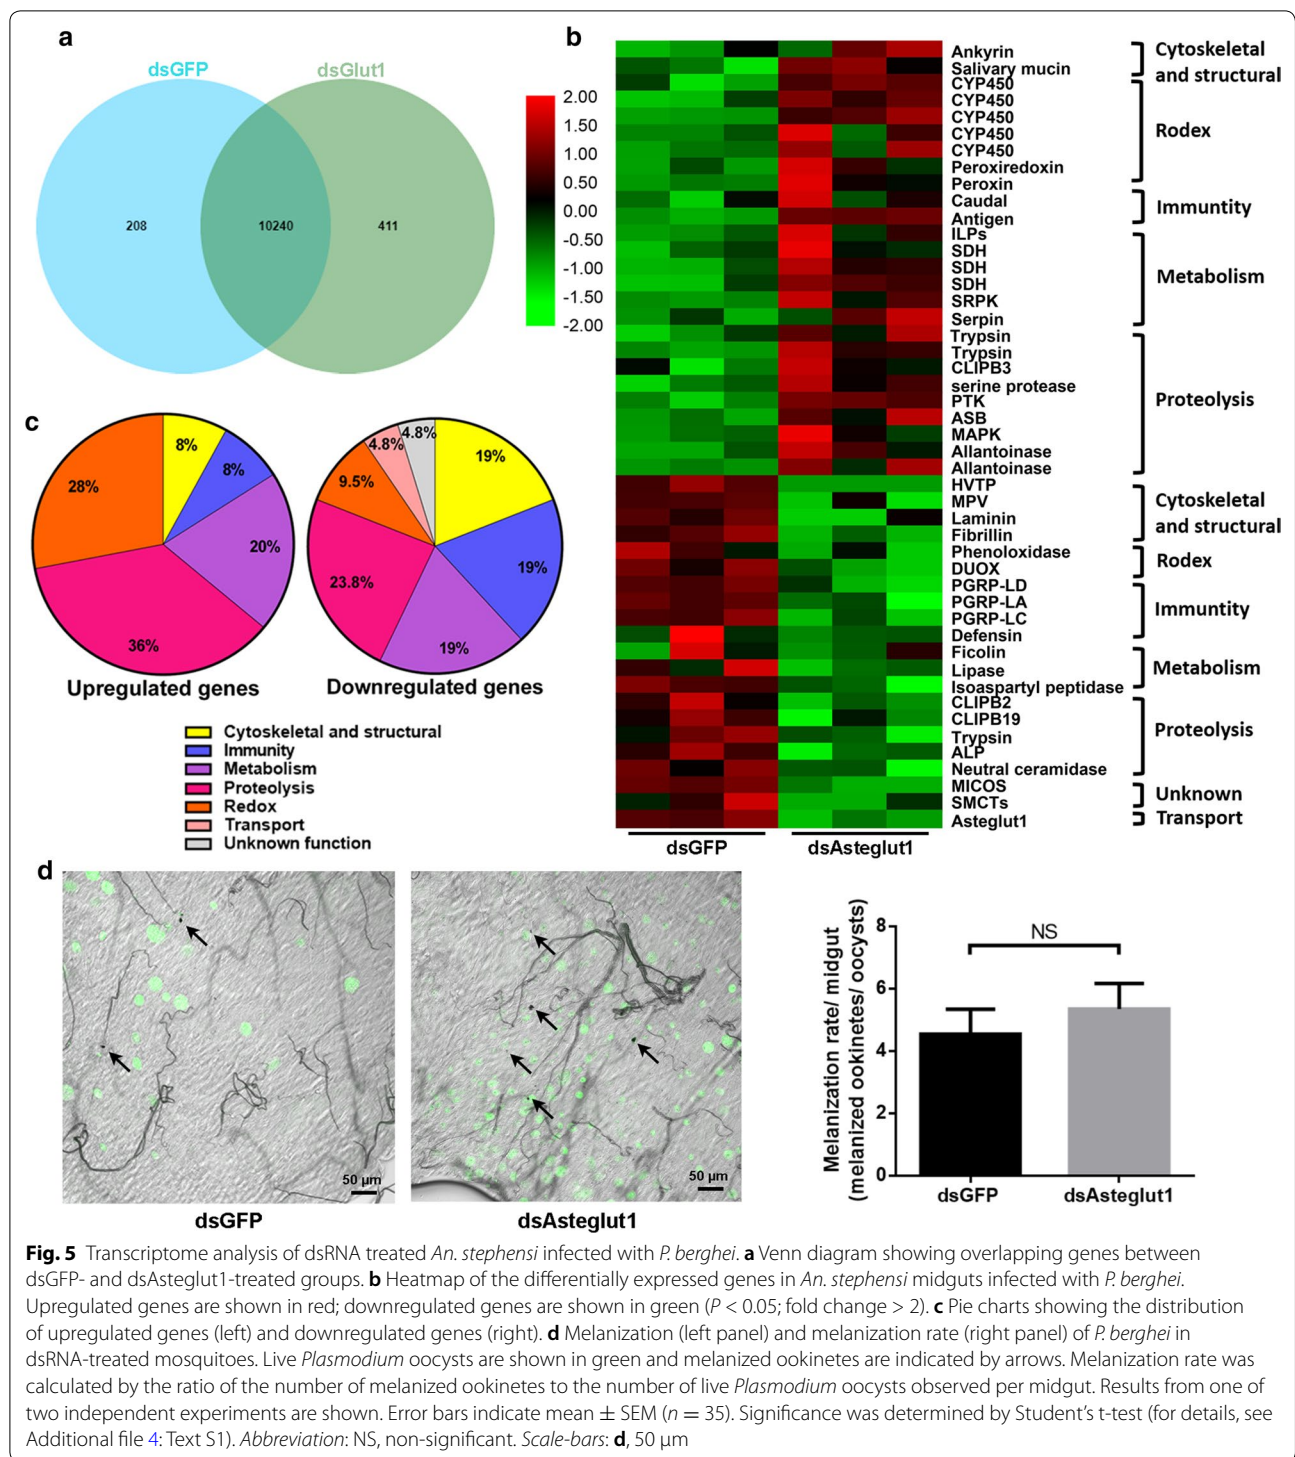 a
dsGFP
dsGlut1
208
10240
411
b
2.00
1.50
1.00
0.50
0.00
-0.50
-1.00
-1.50
-2.00
Ankyrin
Salivary mucin
CYP450
CYP450
CYP450
CYP450
CYP450
Peroxiredoxin
Peroxin
Caudal
Antigen
ILPs
SDH
SDH
SDH
SRPK
Serpin
Trypsin
Trypsin
CLIPB3
serine protease
PTK
ASB
MAPK
Allantoinase
Allantoinase
HVTP
MPV
Laminin
Fibrillin
Phenoloxidase
DUOX
PGRP-LD
PGRP-LA
PGRP-LC
Defensin
Ficolin
Lipase
Isoaspartyl peptidase
CLIPB2
CLIPB19
Trypsin
ALP
Neutral ceramidase
MICOS
SMCTs
Asteglut1
Cytoskeletal
and structural
Rodex
Immuntity
Metabolism
Proteolysis
Cytoskeletal
and structural
Rodex
Immuntity
Metabolism
Proteolysis
Unknown
Transport
dsGFP
dsAsteglut1
c
8%
8%
20%
36%
28%
Upregulated genes
4.8%
4.8%
19%
19%
19%
23.8%
9.5%
Downregulated genes
Cytoskeletal and structural
Immunity
Metabolism
Proteolysis
Redox
Transport
Unknown function
d
50 µm
dsGFP
50 µm
dsAsteglut1
Melanization rate/ midgut
(melanized ookinetes/ oocysts)
8
6
4
2
0
NS
dsGFP
dsAsteglut1
Fig. 5 Transcriptome analysis of dsRNA treated An. stephensi infected with P. berghei. a Venn diagram showing overlapping genes between
dsGFP- and dsAsteglut1-treated groups. b Heatmap of the differentially expressed genes in An. stephensi midguts infected with P. berghei.
Upregulated genes are shown in red; downregulated genes are shown in green (P < 0.05; fold change > 2). c Pie charts showing the distribution
of upregulated genes (left) and downregulated genes (right). d Melanization (left panel) and melanization rate (right panel) of P. berghei in
dsRNA-treated mosquitoes. Live Plasmodium oocysts are shown in green and melanized ookinetes are indicated by arrows. Melanization rate was
calculated by the ratio of the number of melanized ookinetes to the number of live Plasmodium oocysts observed per midgut. Results from one of
two independent experiments are shown. Error bars indicate mean ± SEM (n = 35). Significance was determined by Student's t-test (for details, see
Additional file 4: Text S1). Abbreviation: NS, non-significant. Scale-bars: d, 50 µm